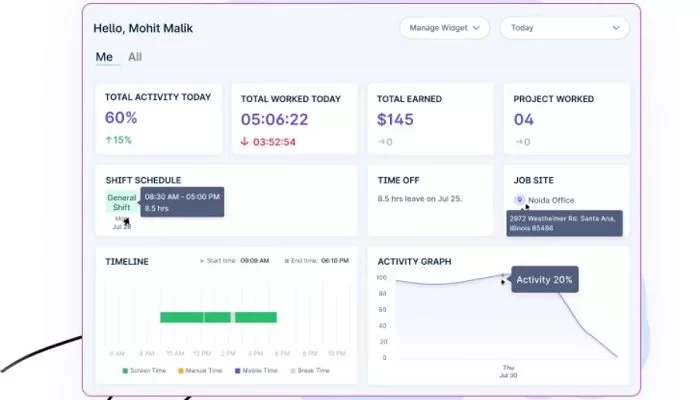 Hello, Mohit Malik
Manage Widget
Today
Me
All
TOTAL ACTIVITY TODAY
60%
↑15%
TOTAL WORKED TODAY
05:06:22
↓ 03:52:54
TOTAL EARNED
$145
→0
PROJECT WORKED
04
→0
SHIFT SCHEDULE
General
Shift
08:30 AM - 05:00 PM
8.5 hrs
Jul 28
TIME OFF
8.5 hrs leave on Jul 25.
JOB SITE
Noida Office
2972 Westheimer Rd. Santa Ana,
Illinois 85486
TIMELINE
Start time: 09:09 AM
End time: 06:10 PM
6 AM 8 AM 10 AM 12 PM 2 PM 4 PM 6 PM 8 PM 10 PM
Screen Time
Manual Time
Mobile Time
Break Time
ACTIVITY GRAPH
100
80
60
40
20
0
Activity 20%
Thu
Jul 30